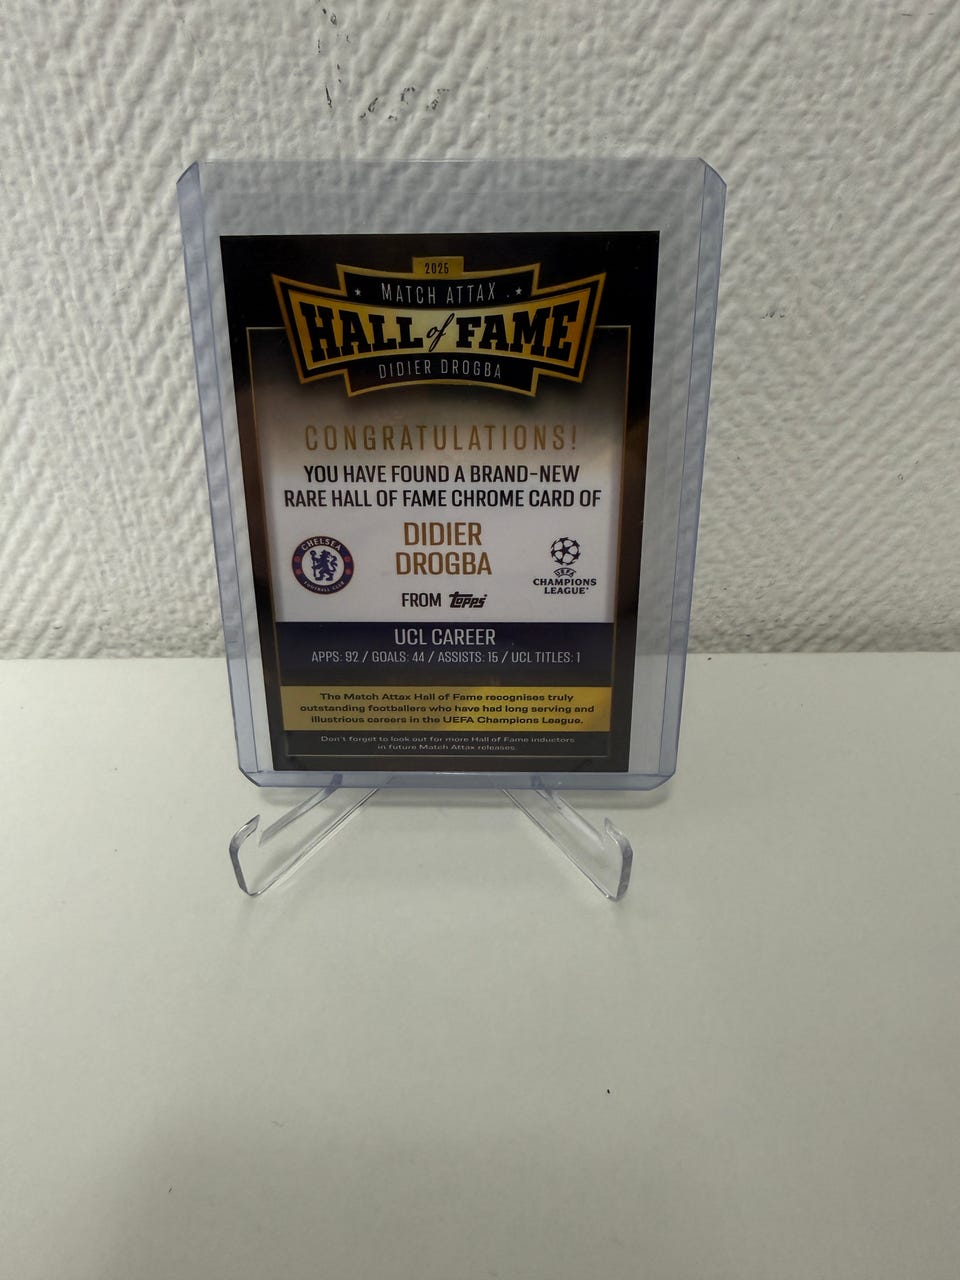 2025
MATCH ATTAX
HALL of FAME
DIDIER DROGBA
CONGRATULATIONS!
YOU HAVE FOUND A BRAND-NEW
RARE HALL OF FAME CHROME CARD OF
DIDIER
DROGBA
CHELSEA
FOOTBALL CLUB
UEFA
CHAMPIONS
LEAGUE
FROM topps
UCL CAREER
APPS: 92 / GOALS: 44 / ASSISTS: 15 / UCL TITLES: 1
The Match Attax Hall of Fame recognises truly
outstanding footballers who have had long serving and
illustrious careers in the UEFA Champions League.
Don't forget to look out for more Hall of Fame inductors
in future Match Attax releases.